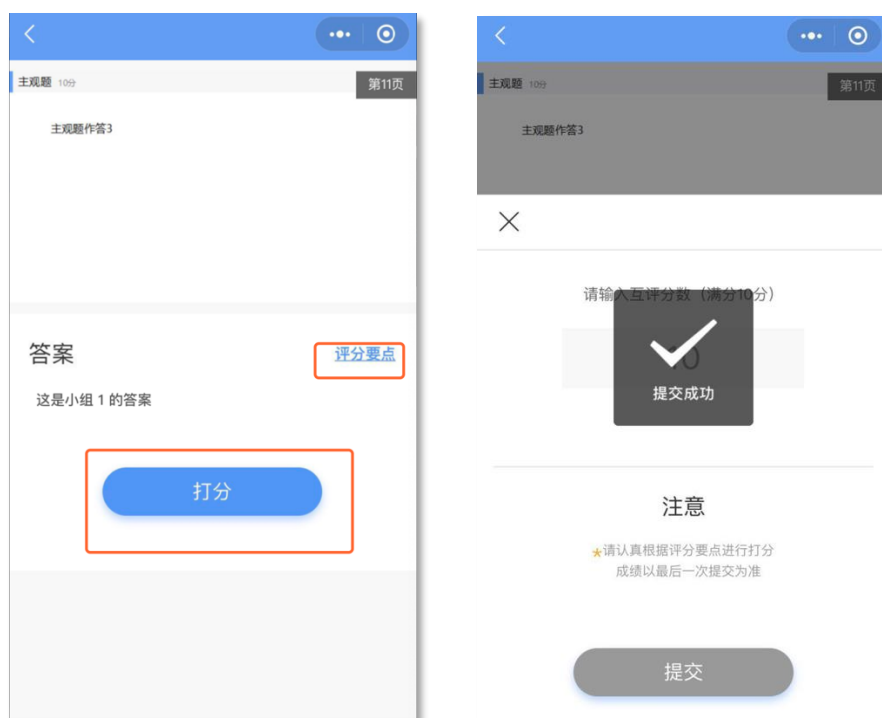 主观题 10分
第11页
主观题作答3
答案
评分要点
这是小组 1 的答案
打分
主观题 10分
第11页
主观题作答3
请输入互评分数（满分10分）
10
提交成功
注意
*请认真根据评分要点进行打分
成绩以最后一次提交为准
提交